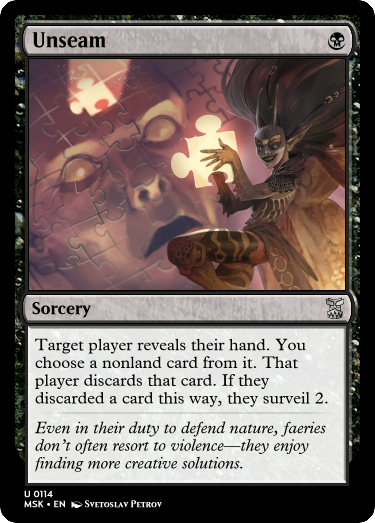 Unseam
Sorcery
Target player reveals their hand. You
choose a nonland card from it. That
player discards that card. If they
discarded a card this way, they surveil 2.
Even in their duty to defend nature, faeries
don't often resort to violence—they enjoy
finding more creative solutions.
U 0114
MSK • EN Svetoslav Petrov